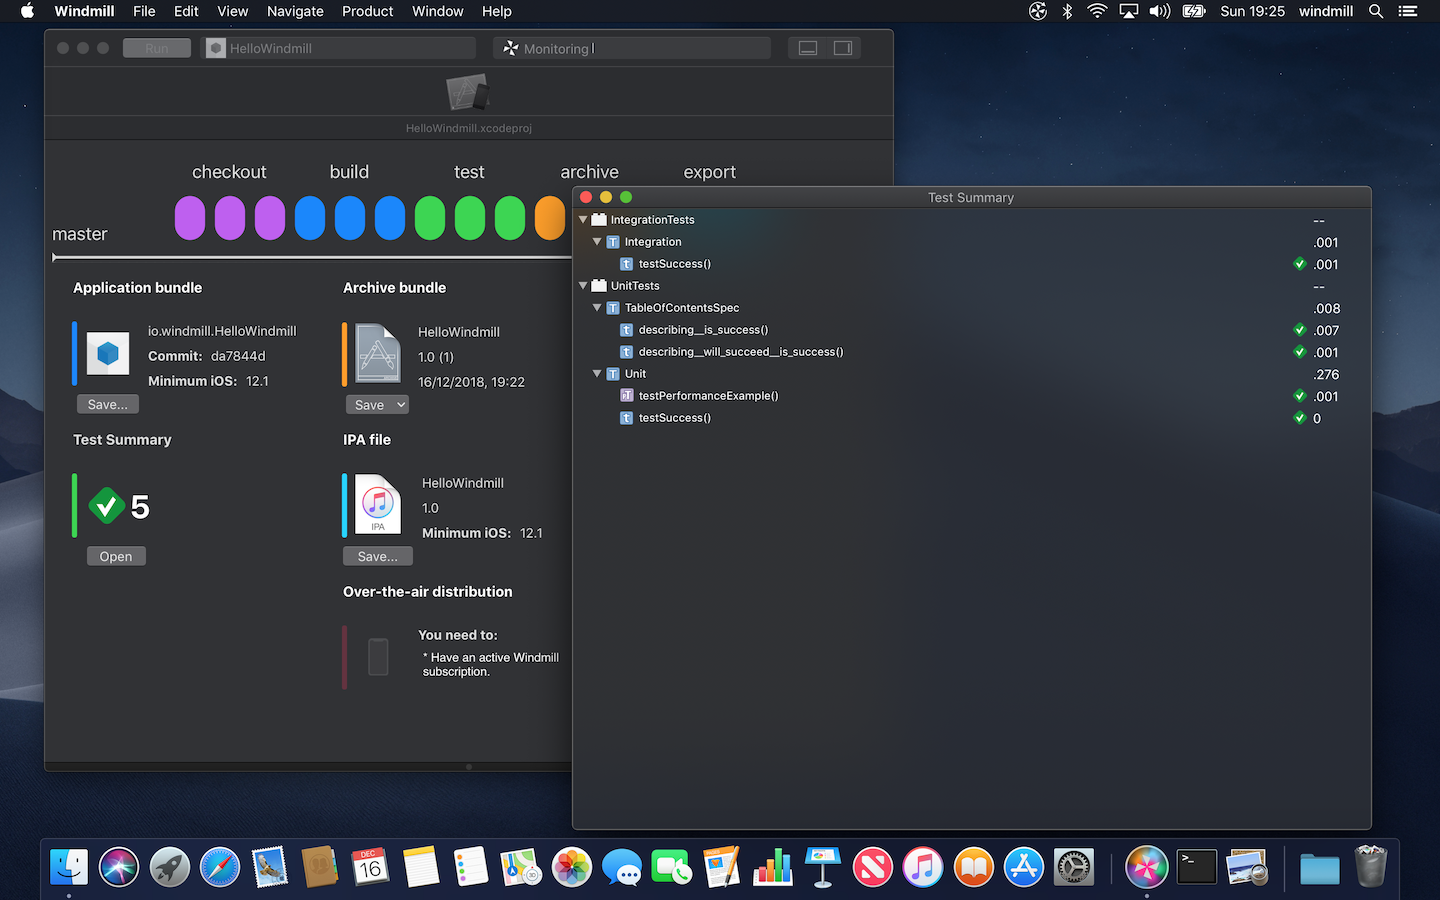 Windmill File Edit View Navigate Product Window Help Sun 19:25 windmill
Run HelloWindmill Monitoring
HelloWindmill.xcodeproj
checkout build test archive export
master
Application bundle
io.windmill.HelloWindmill
Commit: da7844d
Minimum iOS: 12.1
Save...
Archive bundle
HelloWindmill
1.0 (1)
16/12/2018, 19:22
Save
Test Summary
5
Open
IPA file
IPA
HelloWindmill
1.0
Minimum iOS: 12.1
Save...
Over-the-air distribution
You need to:
* Have an active Windmill
subscription.
Test Summary
IntegrationTests --
T Integration .001
t testSuccess() .001
UnitTests --
T TableOfContentsSpec .008
t describing__is_success() .007
t describing__will_succeed__is_success() .001
T Unit .276
pT testPerformanceExample() .001
t testSuccess() 0
DEC
16